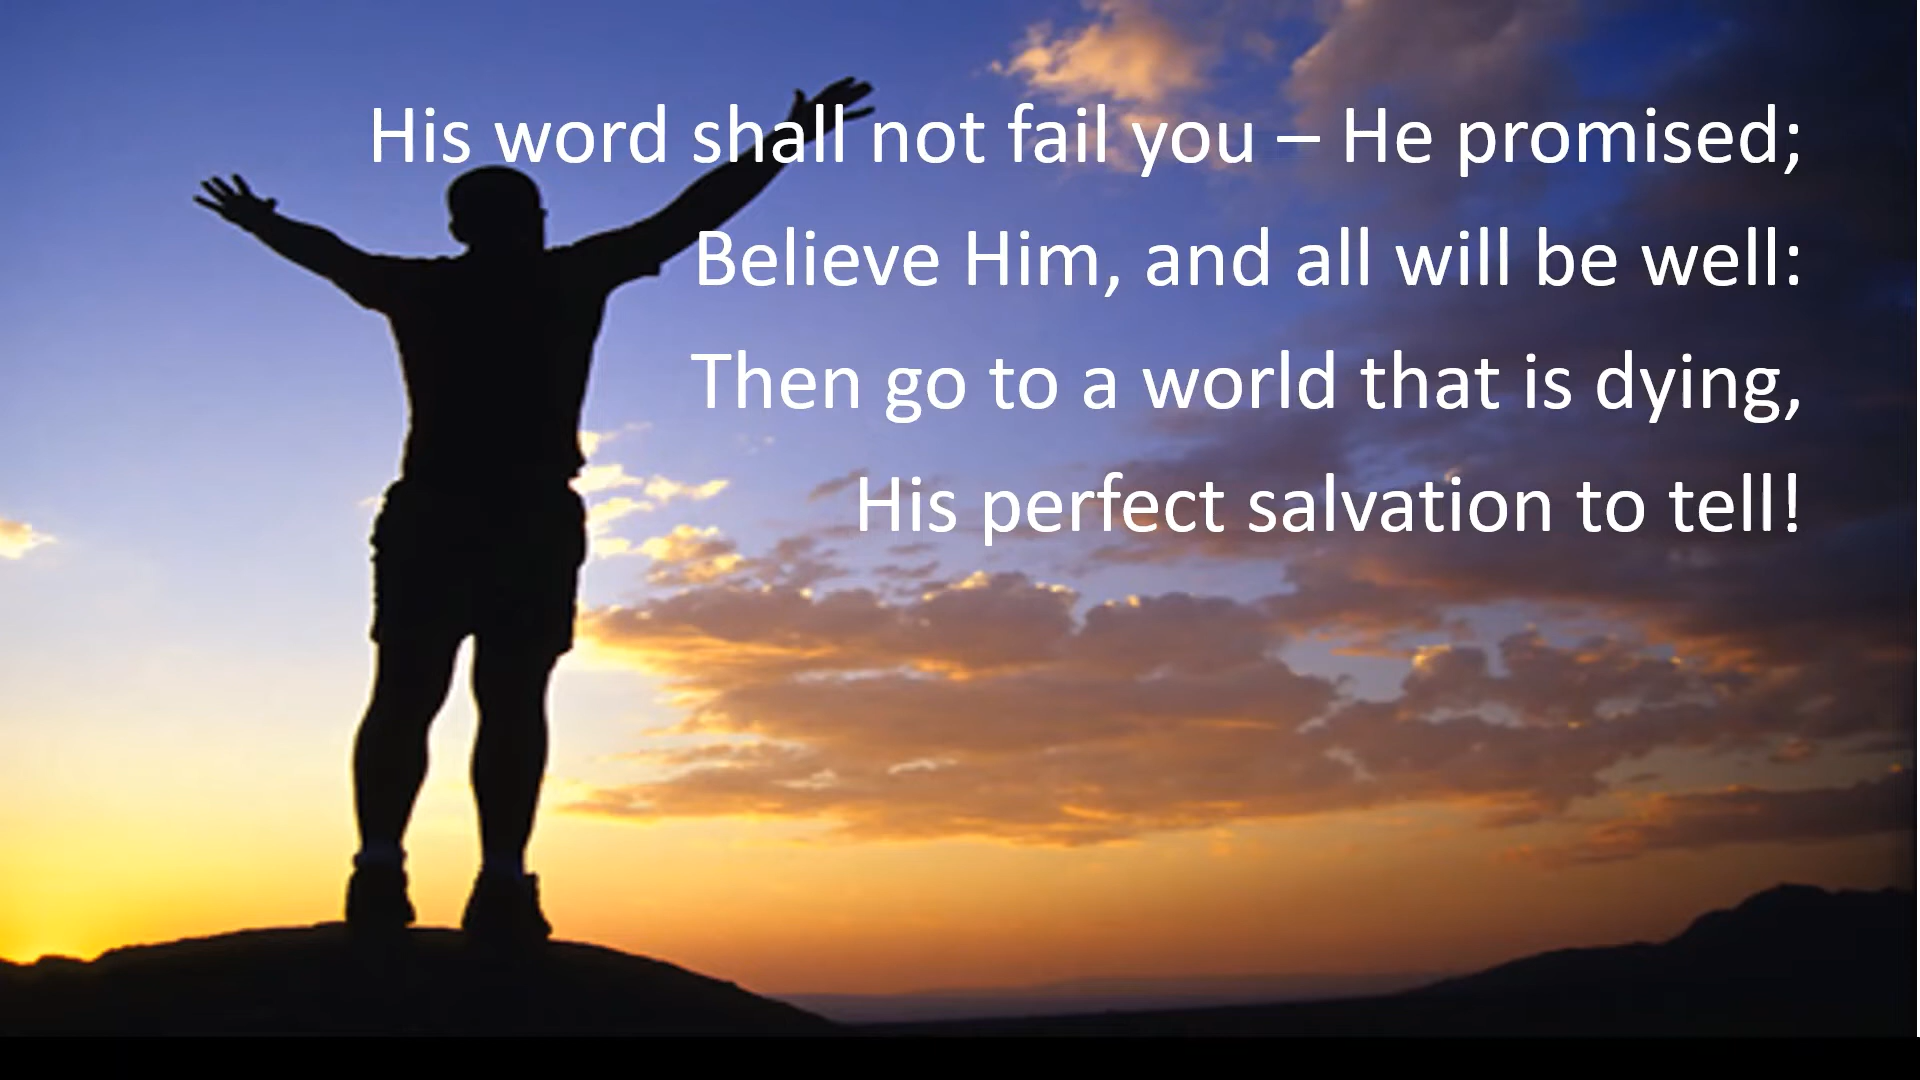 His word shall not fail you – He promised;
Believe Him, and all will be well:
Then go to a world that is dying,
His perfect salvation to tell!